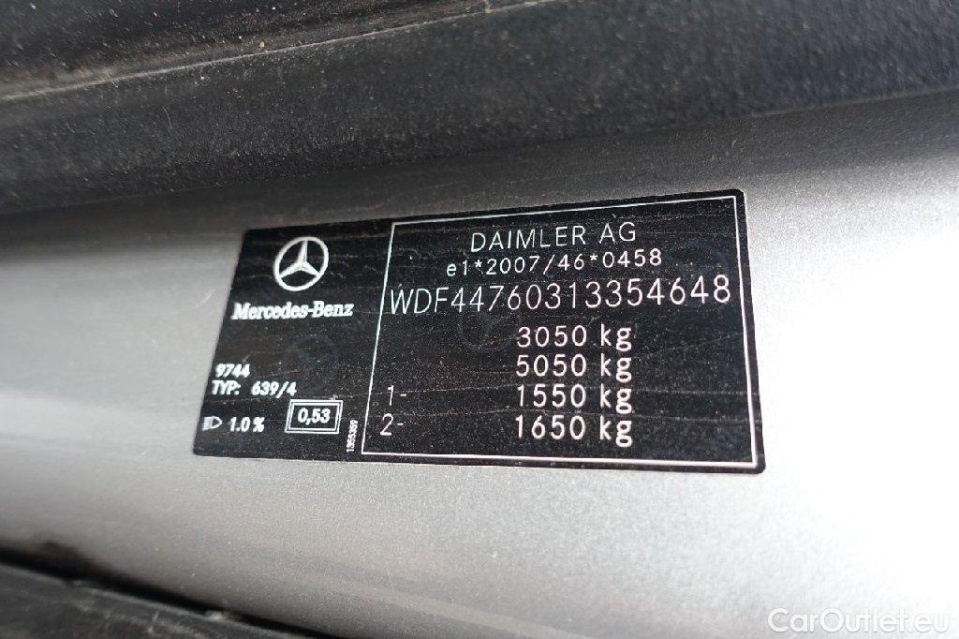 Mercedes-Benz
9744
TYP: 639/4
1.0 %
0,53
1355359
DAIMLER AG
e1*2007/46*0458
WDF44760313354648
3050 kg
5050 kg
1- 1550 kg
2- 1650 kg
CarOutlet.eu